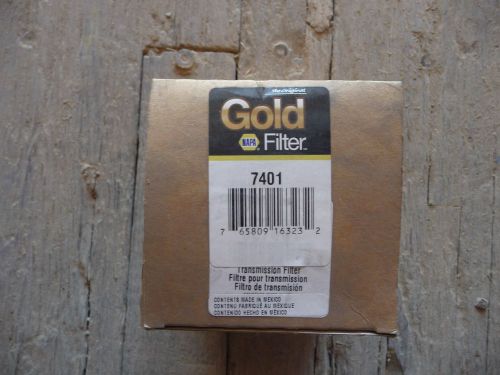 the original
Gold
NAPA Filter™
7401
7 65809 16323 2
Transmission Filter
Filtre pour transmission
Filtro de transmisión
CONTENTS MADE IN MEXICO
CONTENU FABRIQUÉ AU MEXIQUE
CONTENIDO HECHO EN MÉXICO